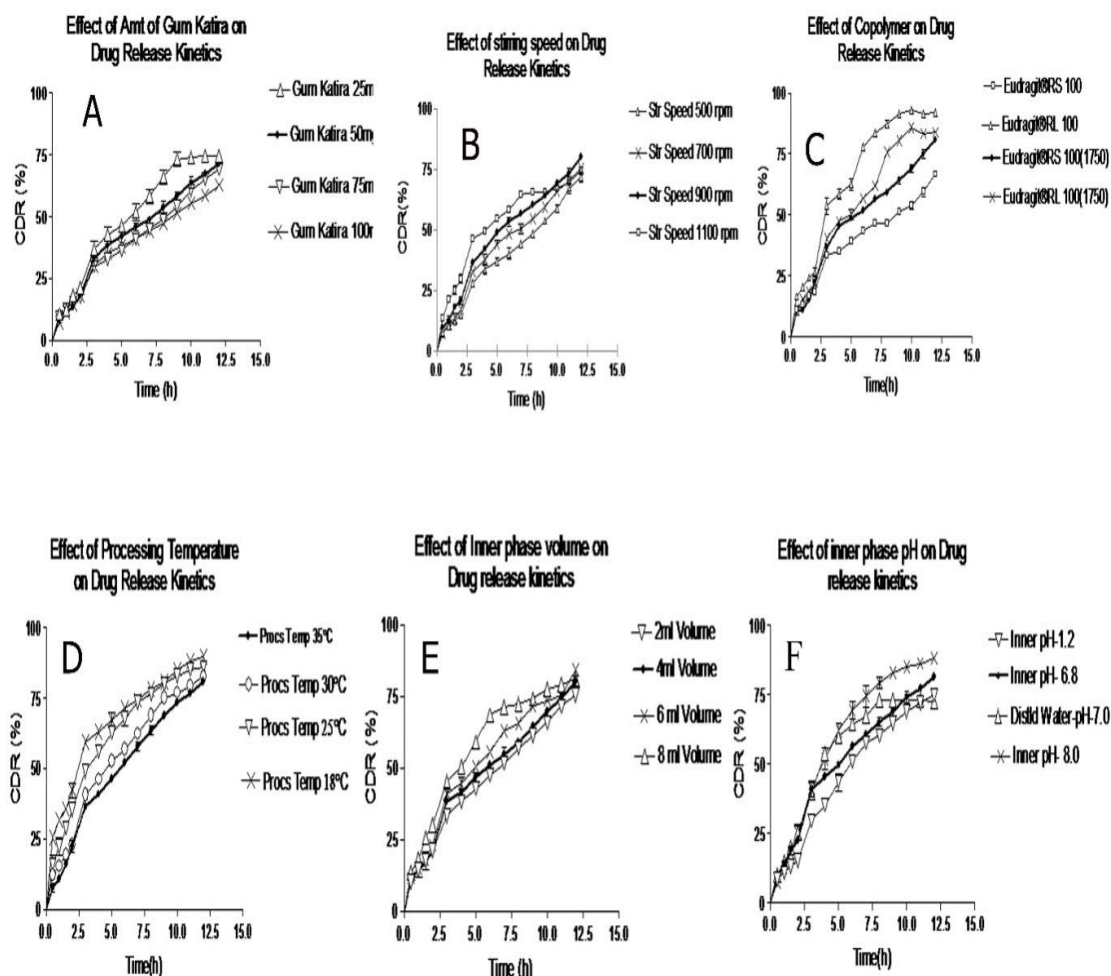 Effect of Amt of Gum Katira on
Drug Release Kinetics
A
CDR (%)
100
75
50
25
0
0.0 2.5 5.0 7.5 10.0 12.5 15.0
Time (h)
Gum Katira 25m
Gum Katira 50mg
Gum Katira 75m
Gum Katira 100m
Effect of stirring speed on Drug
Release Kinetics
B
CDR(%)
100
75
50
25
0
0.0 2.5 5.0 7.5 10.0 12.5 15.0
Time (h)
Str Speed 500 rpm
Str Speed 700 rpm
Str Speed 900 rpm
Str Speed 1100 rpm
Effect of Copolymer on Drug
Release Kinetics
C
CDR (%)
100
75
50
25
0
0.0 2.5 5.0 7.5 10.0 12.5 15.0
Time(h)
Eudragit®RS 100
Eudragit®RL 100
Eudragit®RS 100(1750)
Eudragit®RL 100(1750)
Effect of Processing Temperature
on Drug Release Kinetics
D
CDR (%)
100
75
50
25
0
0.0 2.5 5.0 7.5 10.0 12.5 15.0
Time(h)
Procs Temp 35°C
Procs Temp 30°C
Procs Temp 25°C
Procs Temp 18°C
Effect of Inner phase volume on
Drug release kinetics
E
CDR (%)
100
75
50
25
0
0.0 2.5 5.0 7.5 10.0 12.5 15.0
Time(h)
2ml Volume
4ml Volume
6 ml Volume
8 ml Volume
Effect of inner phase pH on Drug
release kinetics
F
CDR (%)
100
75
50
25
0
0.0 2.5 5.0 7.5 10.0 12.5 15.0
Time(h)
Inner pH-1.2
Inner pH- 6.8
Distld Water-pH-7.0
Inner pH- 8.0